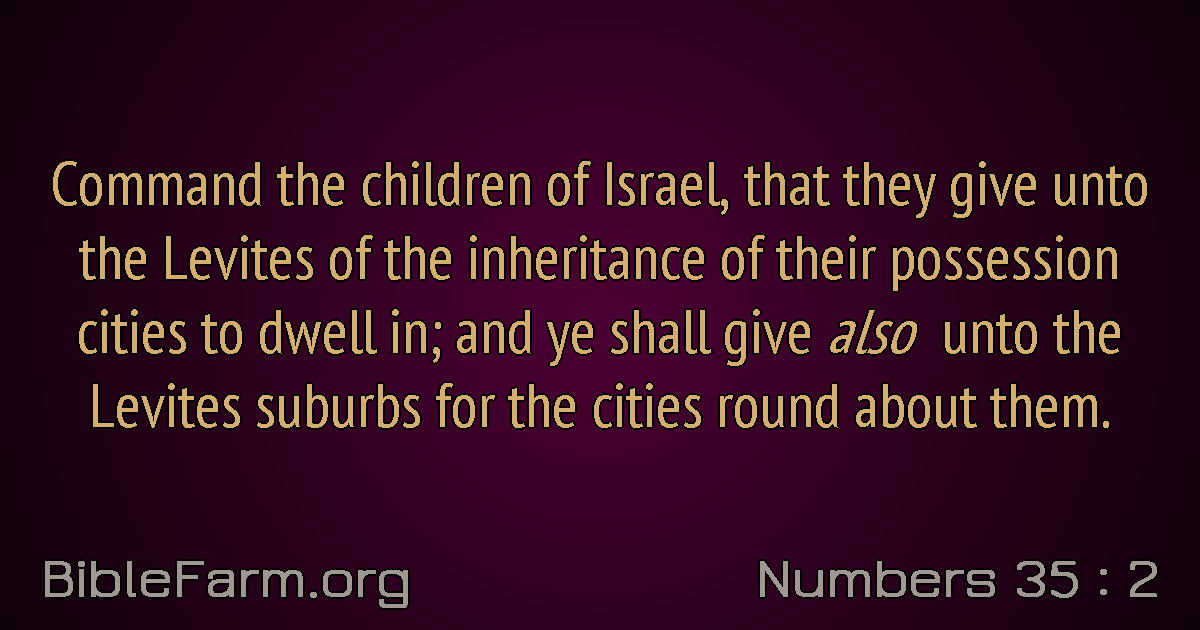 Command the children of Israel, that they give unto
the Levites of the inheritance of their possession
cities to dwell in; and ye shall give also unto the
Levites suburbs for the cities round about them.
BibleFarm.org
Numbers 35 : 2